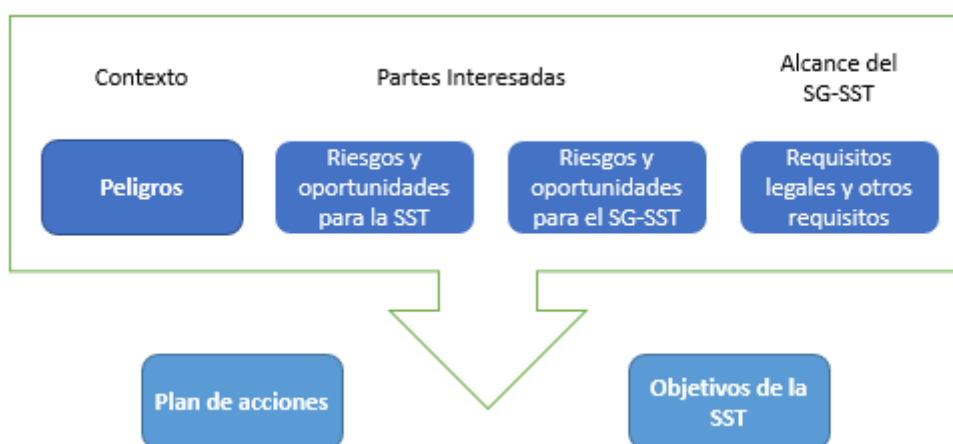 Contexto
Partes Interesadas
Alcance del
SG-SST
Peligros
Riesgos y
oportunidades
para la SST
Riesgos y
oportunidades
para el SG-SST
Requisitos
legales y otros
requisitos
Plan de acciones
Objetivos de la
SST